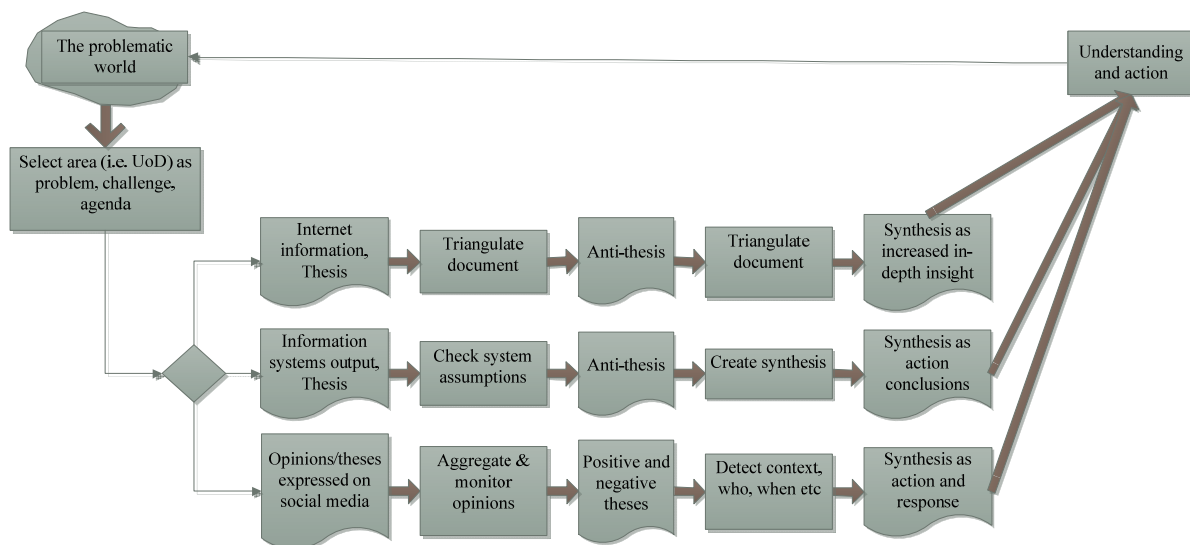 The problematic
world
Understanding
and action
Select area (i.e. UoD) as
problem, challenge,
agenda
Internet
information,
Thesis
Triangulate
document
Anti-thesis
Triangulate
document
Synthesis as
increased in-
depth insight
Information
systems output,
Thesis
Check system
assumptions
Anti-thesis
Create synthesis
Synthesis as
action
conclusions
Opinions/theses
expressed on
social media
Aggregate &
monitor
opinions
Positive and
negative
theses
Detect context,
who, when etc
Synthesis as
action and
response